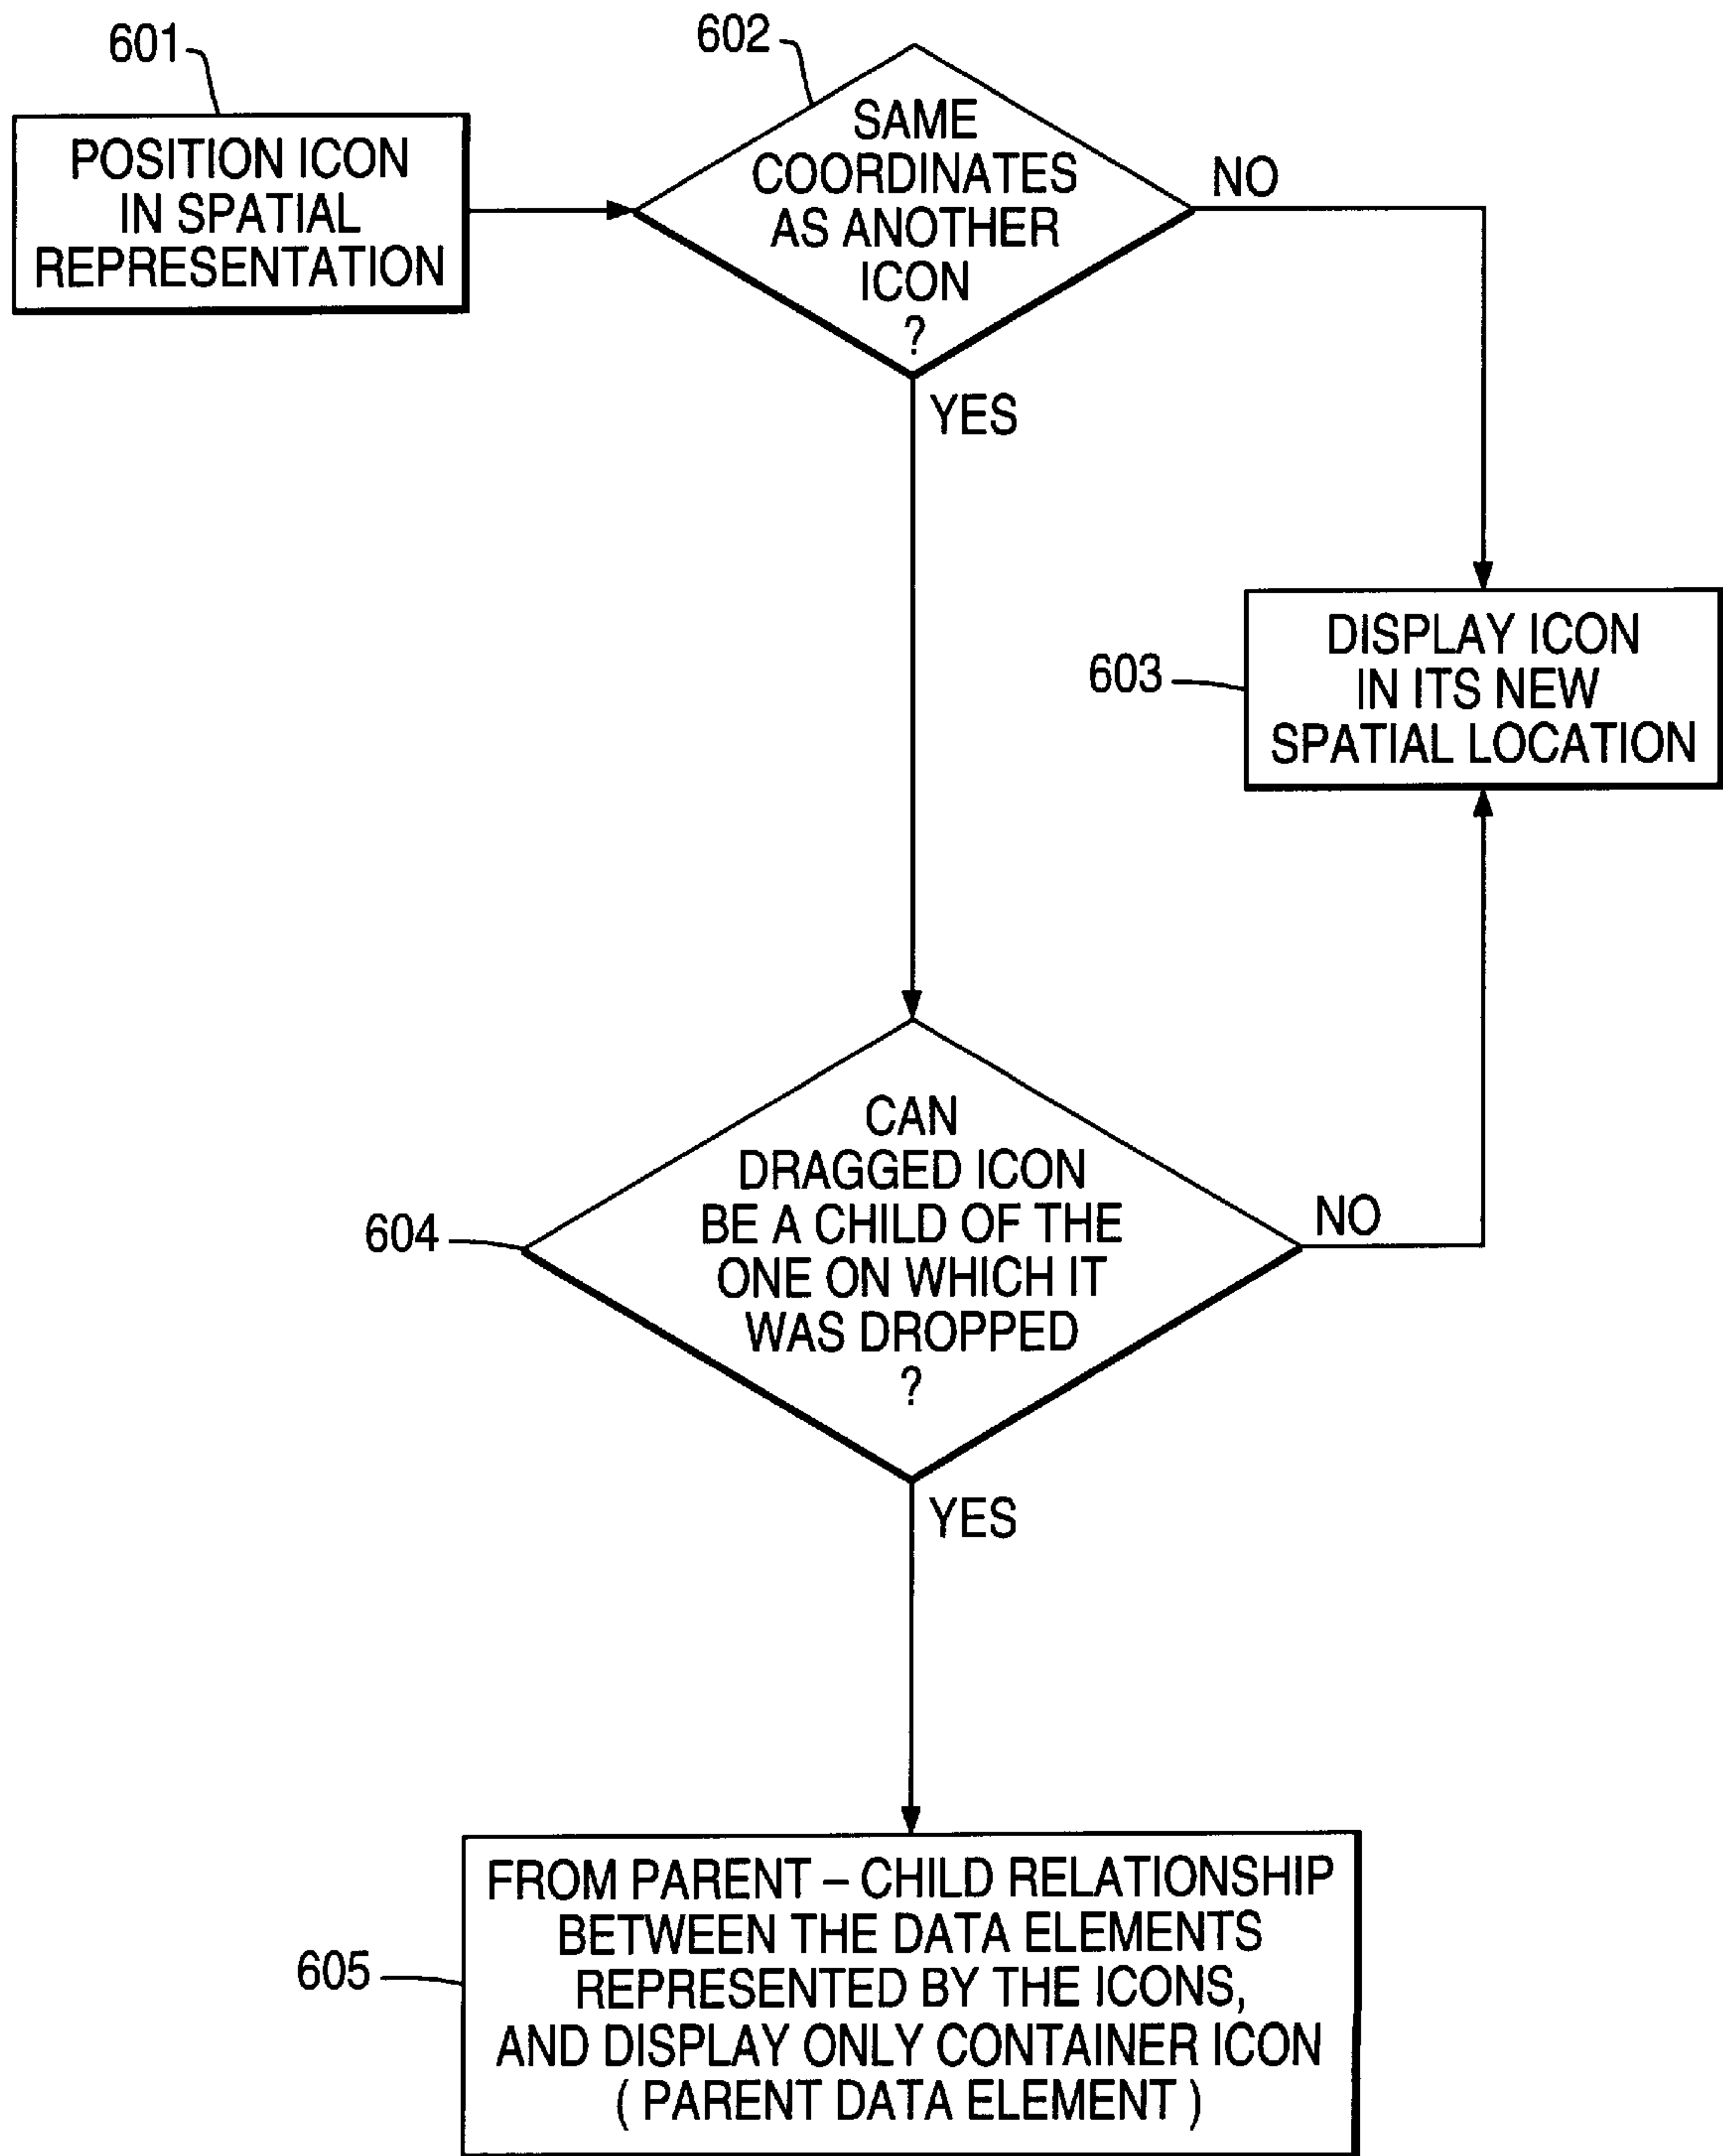 601
POSITION ICON
IN SPATIAL
REPRESENTATION
602
SAME
COORDINATES
AS ANOTHER
ICON
?
NO
YES
603
DISPLAY ICON
IN ITS NEW
SPATIAL LOCATION
604
CAN
DRAGGED ICON
BE A CHILD OF THE
ONE ON WHICH IT
WAS DROPPED
?
NO
YES
605
FROM PARENT – CHILD RELATIONSHIP
BETWEEN THE DATA ELEMENTS
REPRESENTED BY THE ICONS,
AND DISPLAY ONLY CONTAINER ICON
( PARENT DATA ELEMENT )